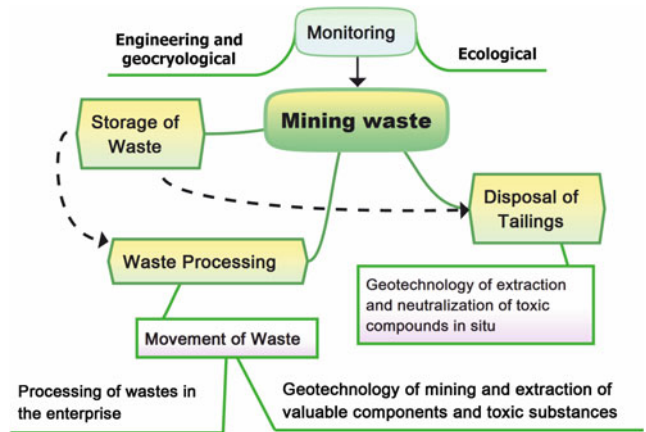 Monitoring
Engineering and
geocryological
Ecological
Mining waste
Storage of
Waste
Disposal of
Tailings
Waste Processing
Geotechnology of extraction
and neutralization of toxic
compounds in situ
Movement of Waste
Processing of wastes in
the enterprise
Geotechnology of mining and extraction of
valuable components and toxic substances